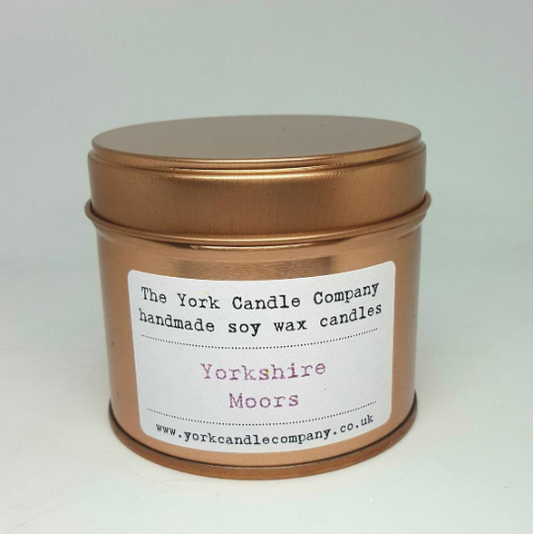 The York Candle Company
handmade soy wax candles
Yorkshire
Moors
www.yorkcandlecompany.co.uk